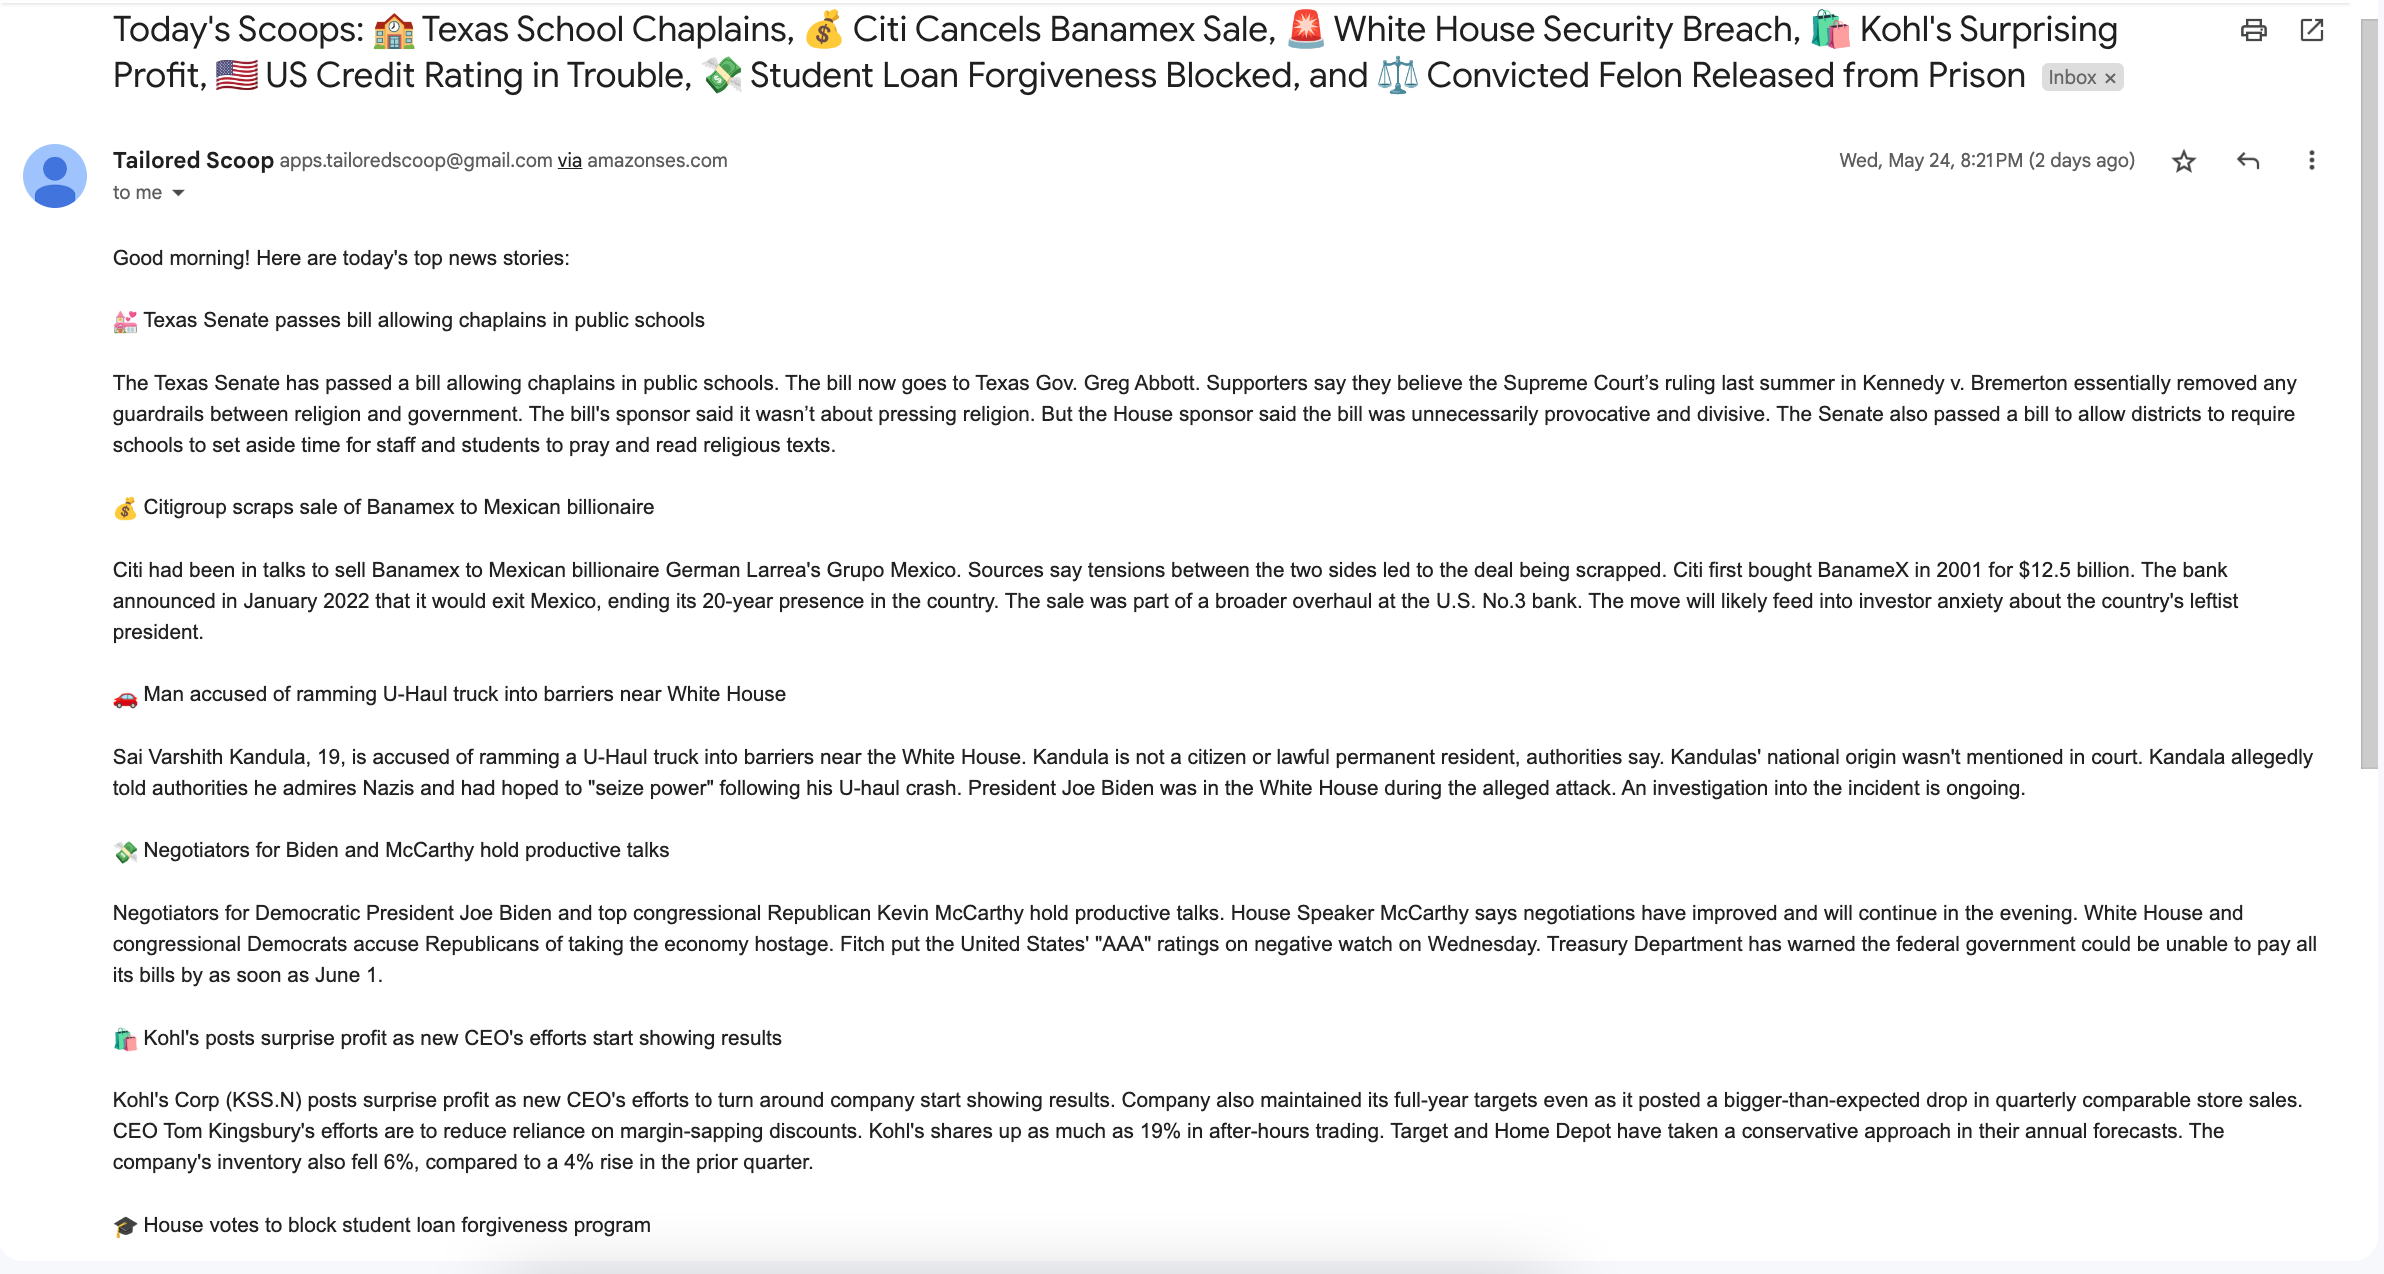 Today's Scoops: 🏫 Texas School Chaplains, 💰 Citi Cancels Banamex Sale, 🚨 White House Security Breach, 🛍️ Kohl's Surprising
Profit, 🇺🇸 US Credit Rating in Trouble, 💸 Student Loan Forgiveness Blocked, and ⚖️ Convicted Felon Released from Prison Inbox ×
Tailored Scoop apps.tailoredscoop@gmail.com via amazonses.com
Wed, May 24, 8:21 PM (2 days ago)
to me
Good morning! Here are today's top news stories:
💒 Texas Senate passes bill allowing chaplains in public schools
The Texas Senate has passed a bill allowing chaplains in public schools. The bill now goes to Texas Gov. Greg Abbott. Supporters say they believe the Supreme Court’s ruling last summer in Kennedy v. Bremerton essentially removed any
guardrails between religion and government. The bill's sponsor said it wasn’t about pressing religion. But the House sponsor said the bill was unnecessarily provocative and divisive. The Senate also passed a bill to allow districts to require
schools to set aside time for staff and students to pray and read religious texts.
💰 Citigroup scraps sale of Banamex to Mexican billionaire
Citi had been in talks to sell Banamex to Mexican billionaire German Larrea's Grupo Mexico. Sources say tensions between the two sides led to the deal being scrapped. Citi first bought BanameX in 2001 for $12.5 billion. The bank
announced in January 2022 that it would exit Mexico, ending its 20-year presence in the country. The sale was part of a broader overhaul at the U.S. No.3 bank. The move will likely feed into investor anxiety about the country's leftist
president.
🚗 Man accused of ramming U-Haul truck into barriers near White House
Sai Varshith Kandula, 19, is accused of ramming a U-Haul truck into barriers near the White House. Kandula is not a citizen or lawful permanent resident, authorities say. Kandulas' national origin wasn't mentioned in court. Kandala allegedly
told authorities he admires Nazis and had hoped to "seize power" following his U-haul crash. President Joe Biden was in the White House during the alleged attack. An investigation into the incident is ongoing.
💸 Negotiators for Biden and McCarthy hold productive talks
Negotiators for Democratic President Joe Biden and top congressional Republican Kevin McCarthy hold productive talks. House Speaker McCarthy says negotiations have improved and will continue in the evening. White House and
congressional Democrats accuse Republicans of taking the economy hostage. Fitch put the United States' "AAA" ratings on negative watch on Wednesday. Treasury Department has warned the federal government could be unable to pay all
its bills by as soon as June 1.
🛍️ Kohl's posts surprise profit as new CEO's efforts start showing results
Kohl's Corp (KSS.N) posts surprise profit as new CEO's efforts to turn around company start showing results. Company also maintained its full-year targets even as it posted a bigger-than-expected drop in quarterly comparable store sales.
CEO Tom Kingsbury's efforts are to reduce reliance on margin-sapping discounts. Kohl's shares up as much as 19% in after-hours trading. Target and Home Depot have taken a conservative approach in their annual forecasts. The
company's inventory also fell 6%, compared to a 4% rise in the prior quarter.
🎓 House votes to block student loan forgiveness program